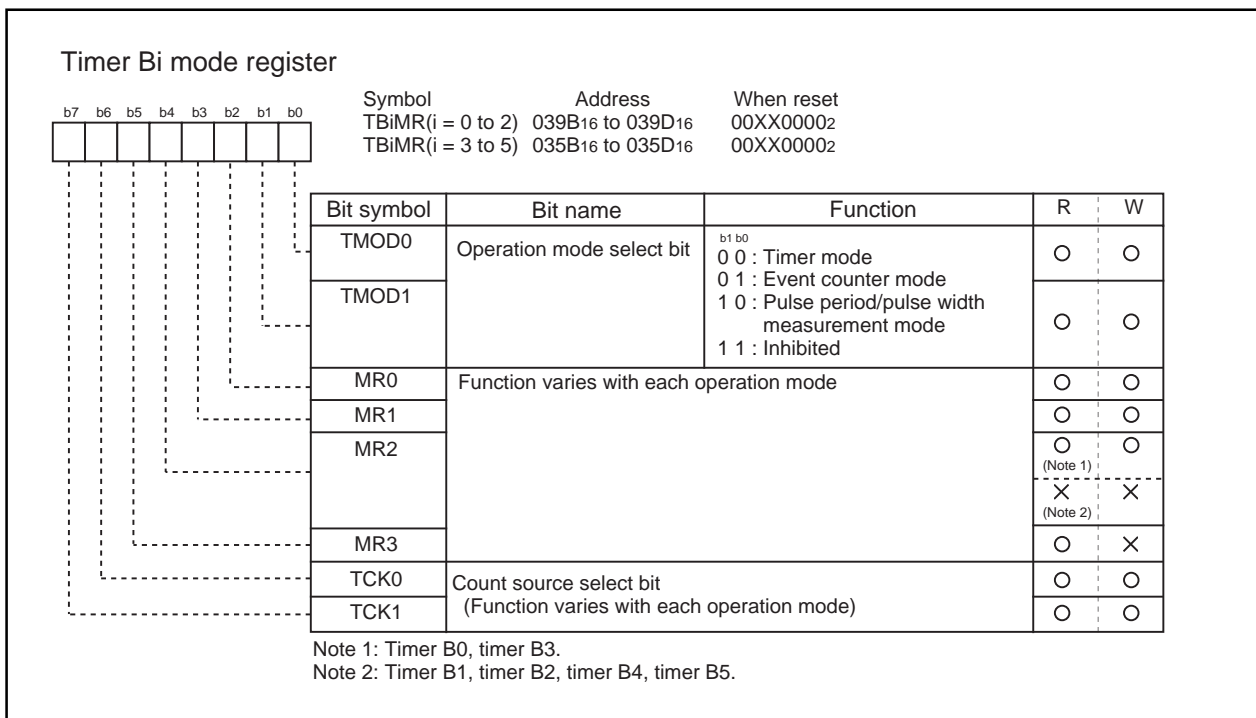 Timer Bi mode register
Symbol Address When reset
b7 b6 b5 b4 b3 b2 b1 b0
TBiMR(i = 0 to 2) 039B16 to 039D16 00XX00002
TBiMR(i = 3 to 5) 035B16 to 035D16 00XX00002
Bit symbol Bit name Function R W
TMOD0 Operation mode select bit
b1 b0
0 0 : Timer mode
0 1 : Event counter mode
TMOD1
1 0 : Pulse period/pulse width
measurement mode
1 1 : Inhibited
MR0 Function varies with each operation mode
MR1
MR2
(Note 1)
(Note 2)
MR3
TCK0 Count source select bit
TCK1 (Function varies with each operation mode)
Note 1: Timer B0, timer B3.
Note 2: Timer B1, timer B2, timer B4, timer B5.